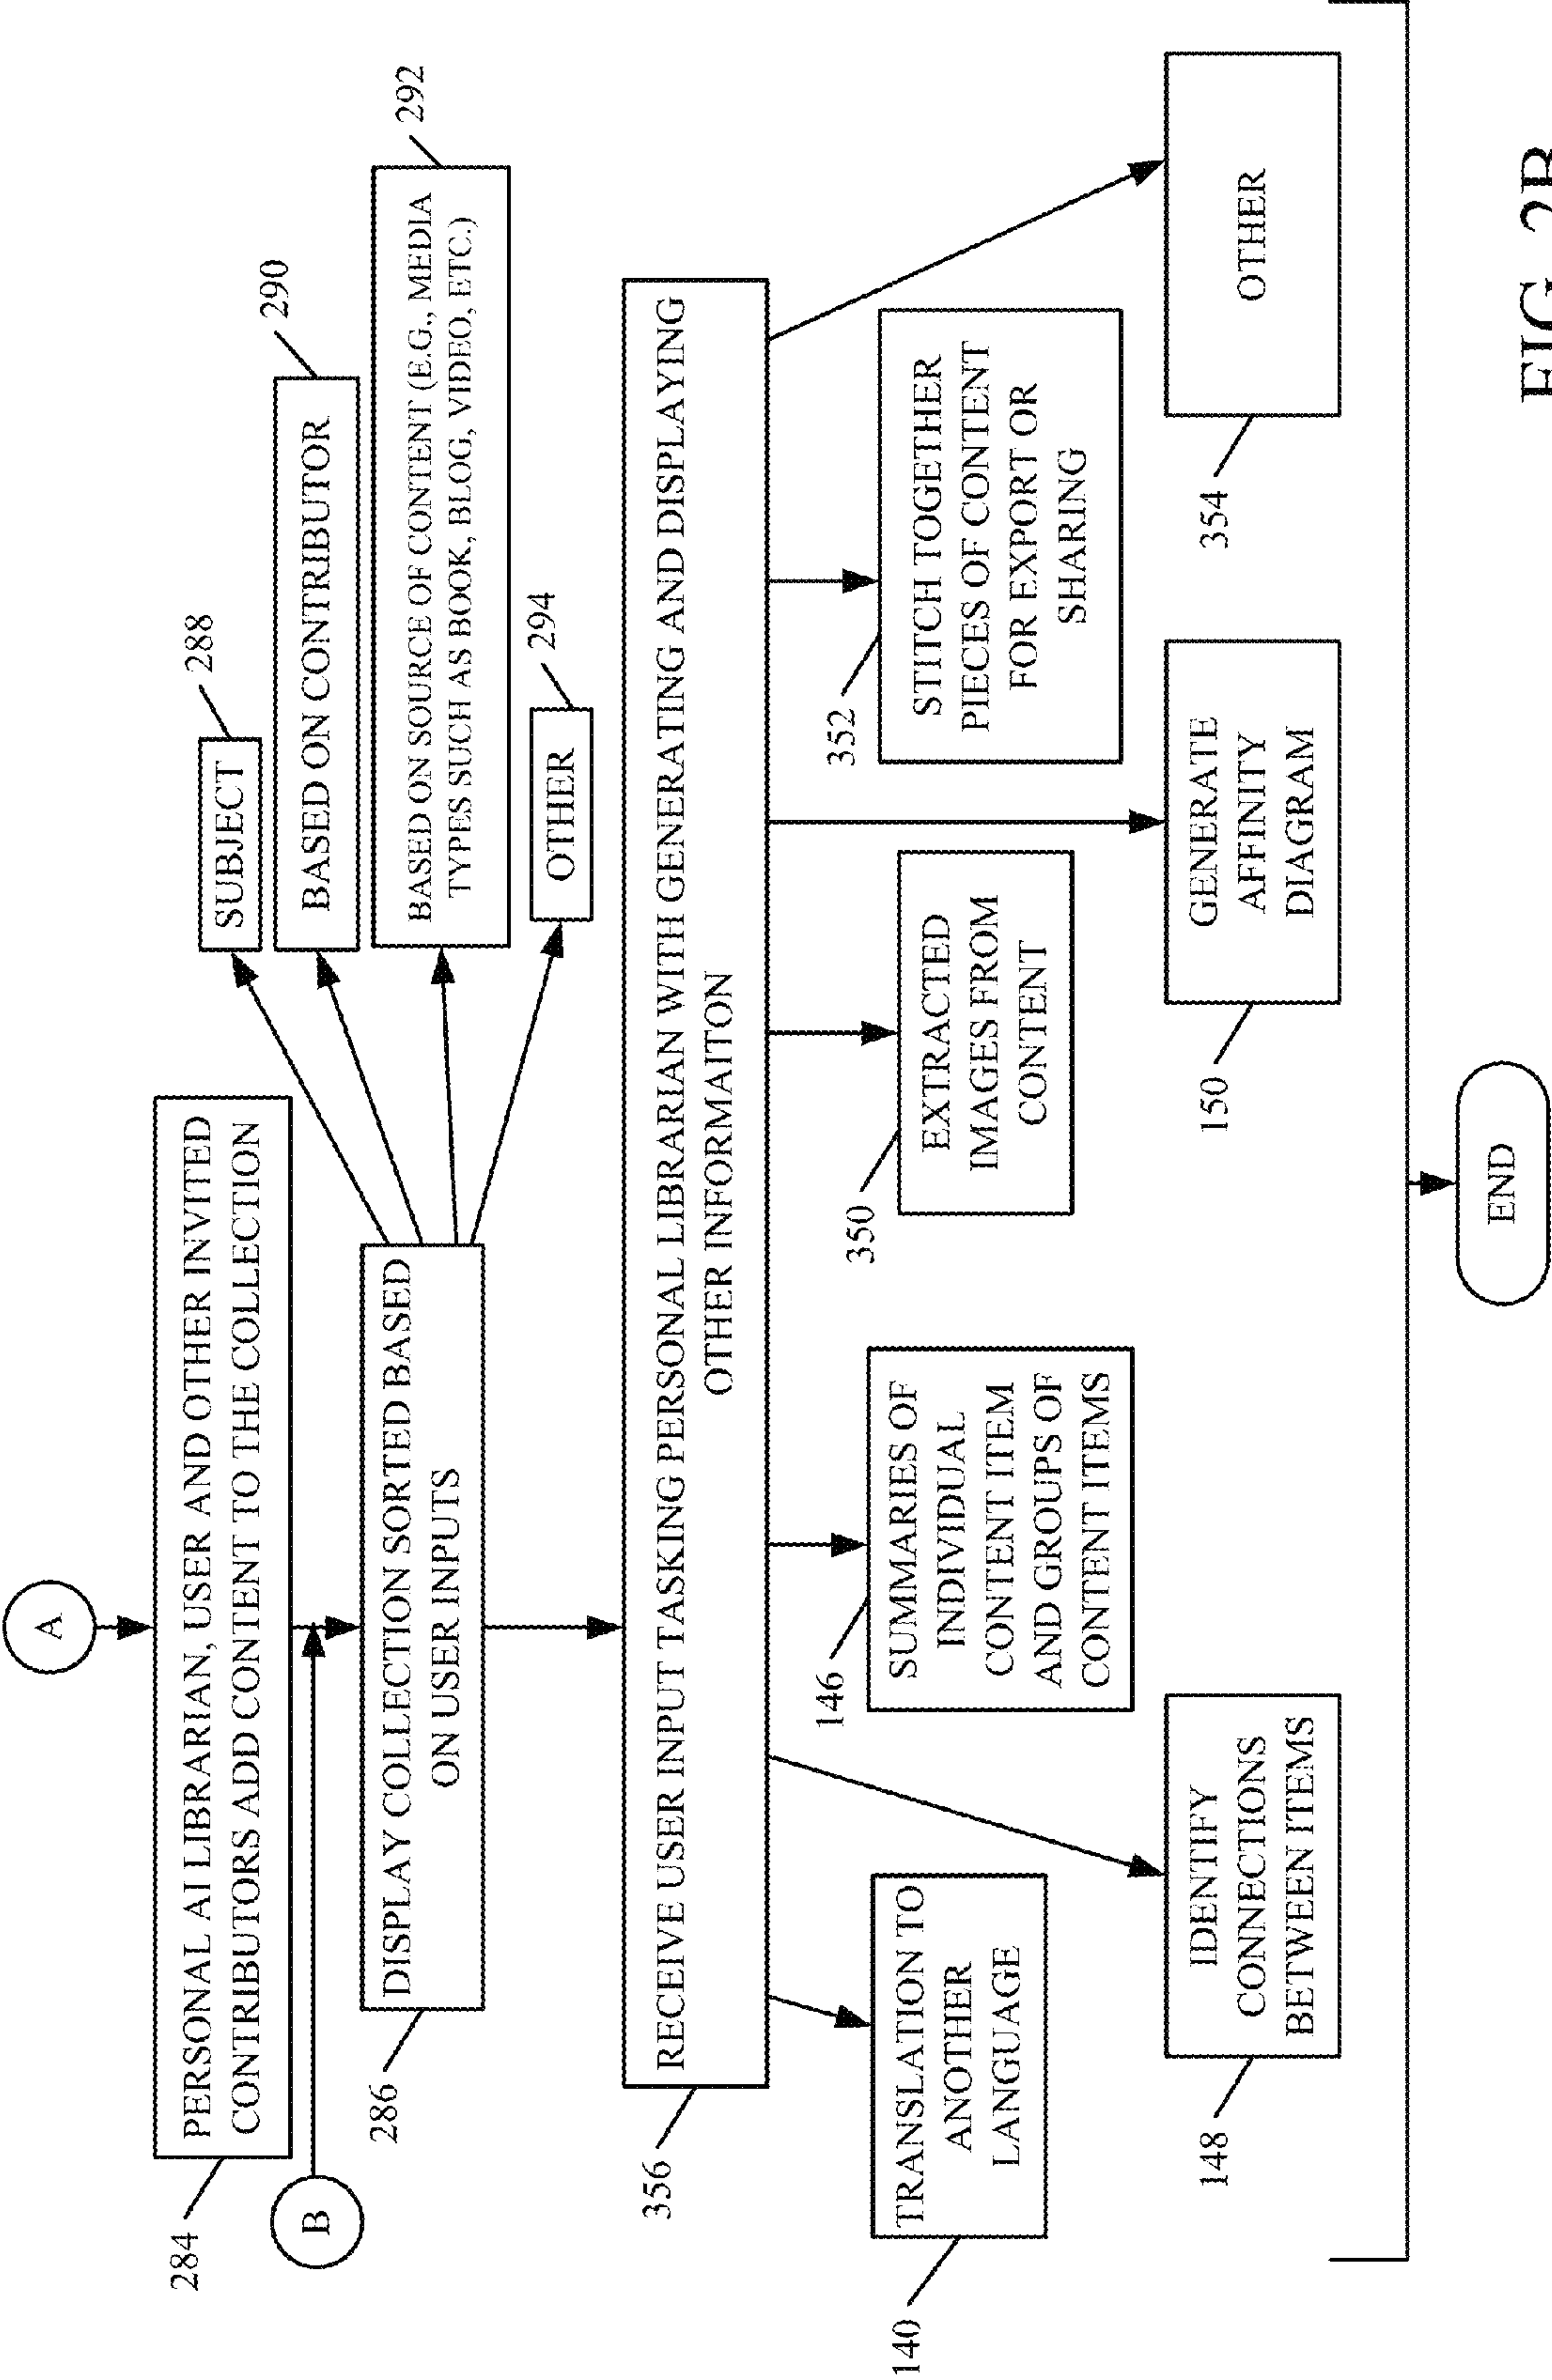 A
PERSONAL AI LIBRARIAN, USER AND OTHER INVITED
CONTRIBUTORS ADD CONTENT TO THE COLLECTION
284
B
DISPLAY COLLECTION SORTED BASED
ON USER INPUTS
286
SUBJECT
288
BASED ON CONTRIBUTOR
290
BASED ON SOURCE OF CONTENT (E.G., MEDIA
TYPES SUCH AS BOOK, BLOG, VIDEO, ETC.)
292
OTHER
294
RECEIVE USER INPUT TASKING PERSONAL LIBRARIAN WITH GENERATING AND DISPLAYING
OTHER INFORMAITON
356
TRANSLATION TO
ANOTHER
LANGUAGE
140
SUMMARIES OF
INDIVIDUAL
CONTENT ITEM
AND GROUPS OF
CONTENT ITEMS
146
EXTRACTED
IMAGES FROM
CONTENT
350
STITCH TOGETHER
PIECES OF CONTENT
FOR EXPORT OR
SHARING
352
IDENTIFY
CONNECTIONS
BETWEEN ITEMS
148
GENERATE
AFFINITY
DIAGRAM
150
OTHER
354
END
FIG. 2B